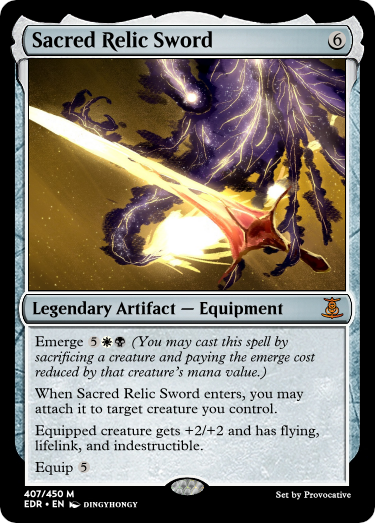 Sacred Relic Sword 6
Legendary Artifact — Equipment
Emerge 5 (You may cast this spell by
sacrificing a creature and paying the emerge cost
reduced by that creature's mana value.)
When Sacred Relic Sword enters, you may
attach it to target creature you control.
Equipped creature gets +2/+2 and has flying,
lifelink, and indestructible.
Equip 5
407/450 M
EDR • EN DINGYHONGY
Set by Provocative